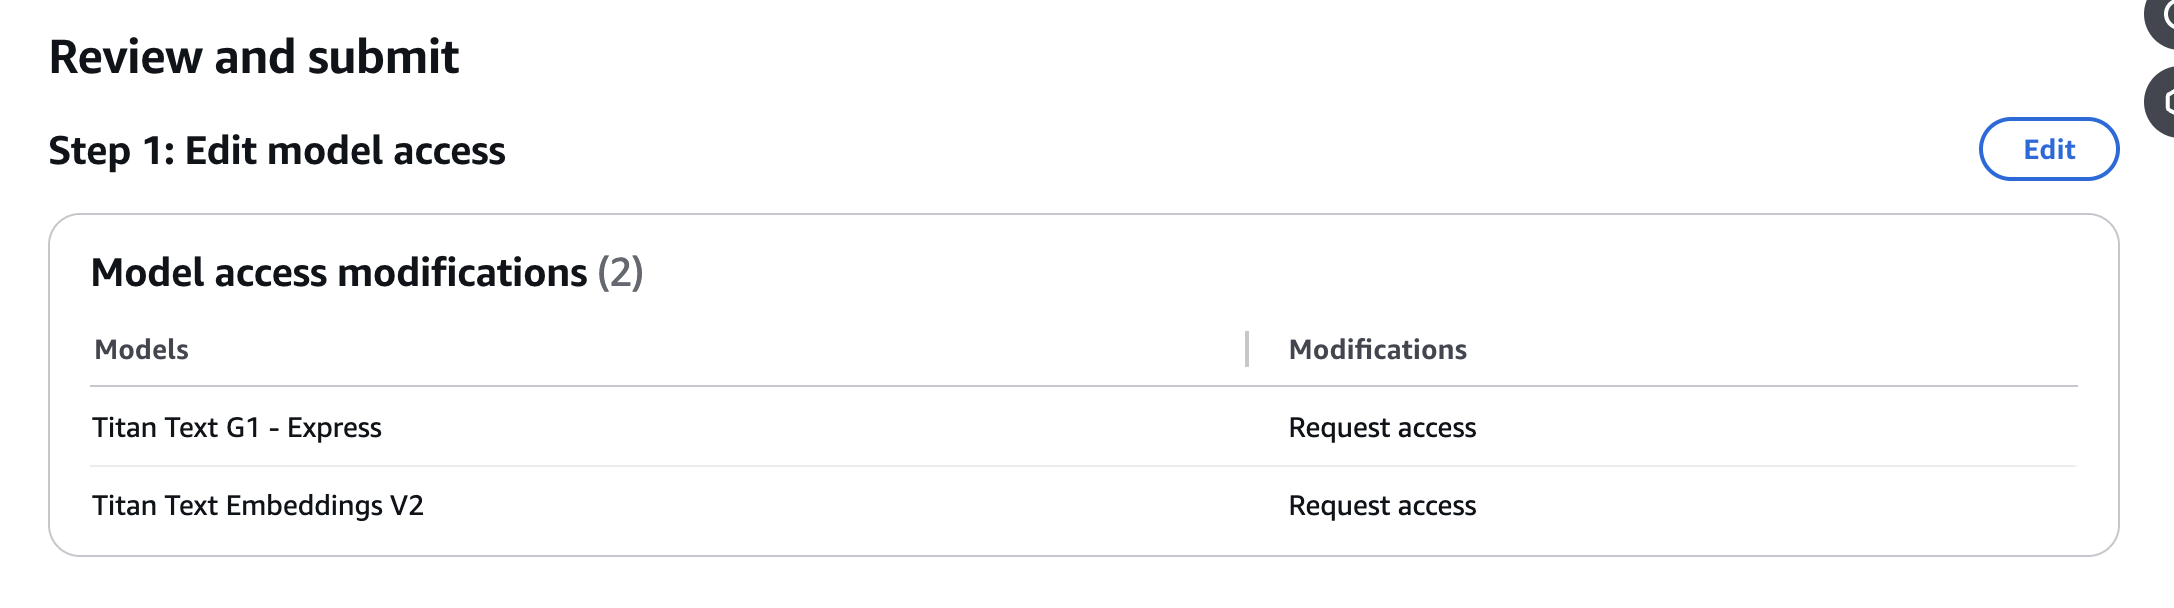 Review and submit
Step 1: Edit model access
Edit
Model access modifications (2)
Models
Modifications
Titan Text G1 - Express
Request access
Titan Text Embeddings V2
Request access